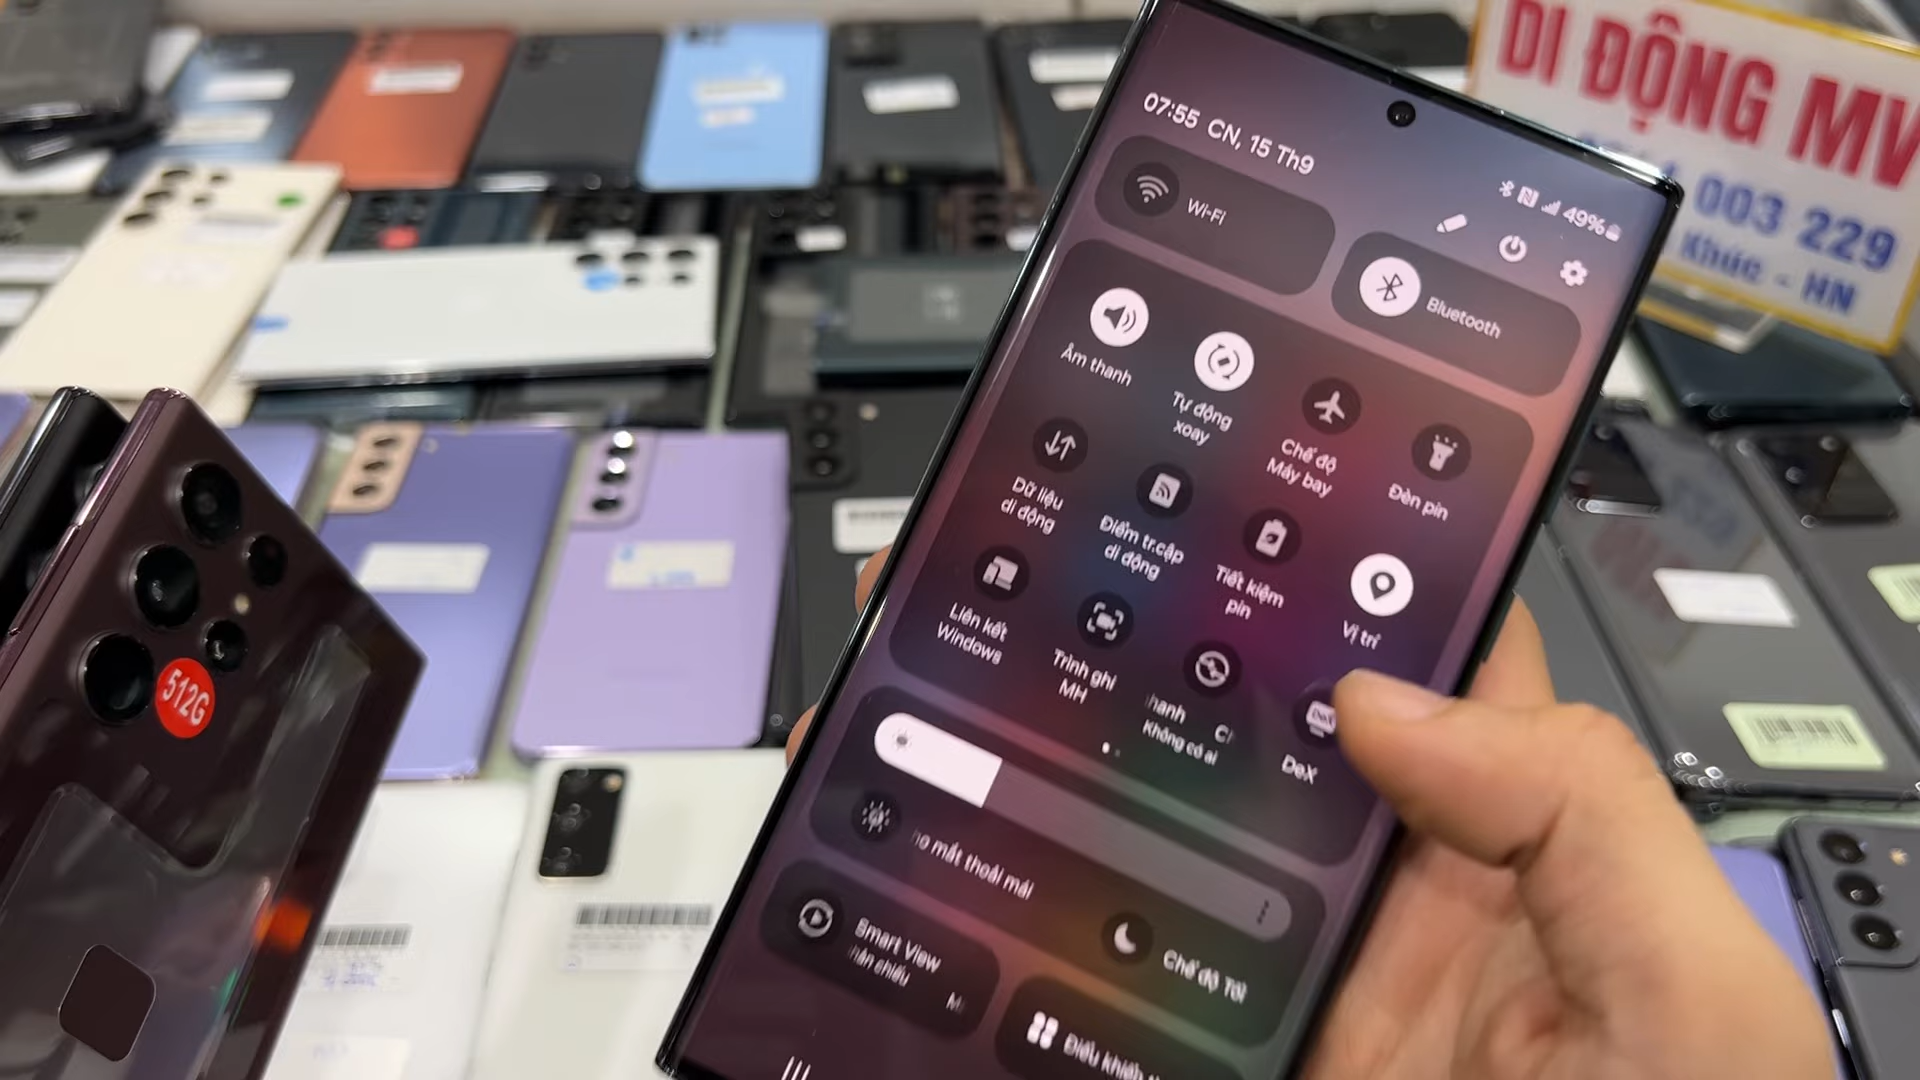 DI ĐỘNG MV
003 229
Khúc - HN
07:55 CN, 15 Th9
49%
Wi-Fi
Bluetooth
Âm thanh
Tự động
xoay
Chế độ
Máy bay
Đèn pin
Dữ liệu
di động
Điểm tr.cập
di động
Tiết kiệm
pin
Vị trí
Liên kết
Windows
Trình ghi
MH
hanh
Không có ai
DeX
DeX
mắt thoải mái
Chế độ Tối
Smart View
Điều khiển
512G